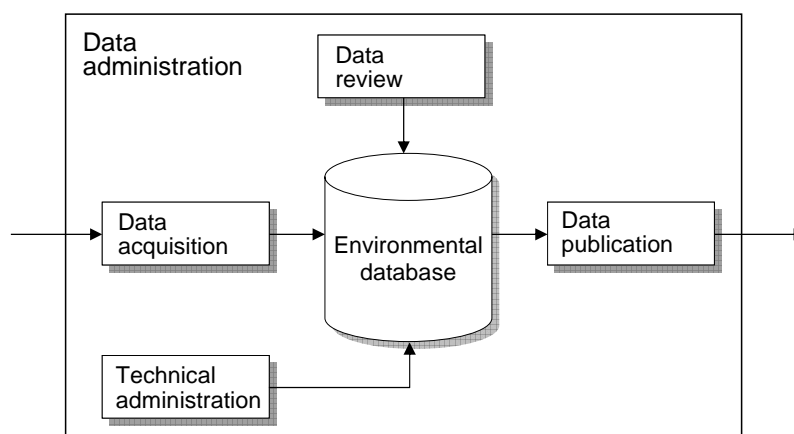 Data
administration
Data
review
Data
acquisition
Environmental
database
Data
publication
Technical
administration